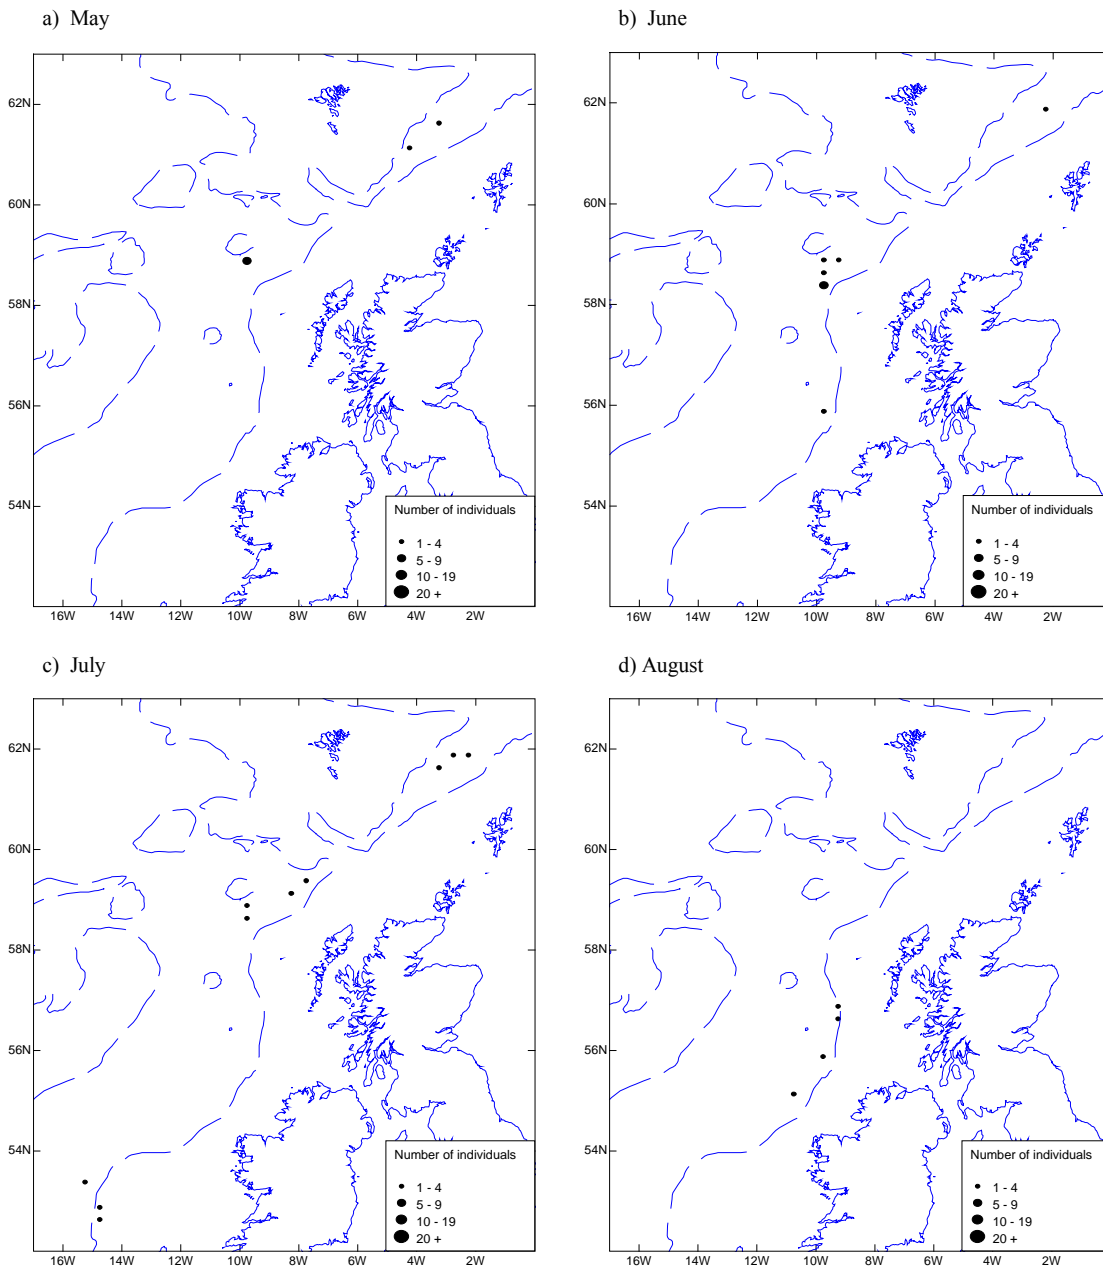 a) May
b) June
62N
60N
58N
56N
54N
Number of individuals
1 - 4
5 - 9
10 - 19
20 +
16W 14W 12W 10W 8W 6W 4W 2W
62N
60N
58N
56N
54N
Number of individuals
1 - 4
5 - 9
10 - 19
20 +
16W 14W 12W 10W 8W 6W 4W 2W
c) July
d) August
62N
60N
58N
56N
54N
Number of individuals
1 - 4
5 - 9
10 - 19
20 +
16W 14W 12W 10W 8W 6W 4W 2W
62N
60N
58N
56N
54N
Number of individuals
1 - 4
5 - 9
10 - 19
20 +
16W 14W 12W 10W 8W 6W 4W 2W